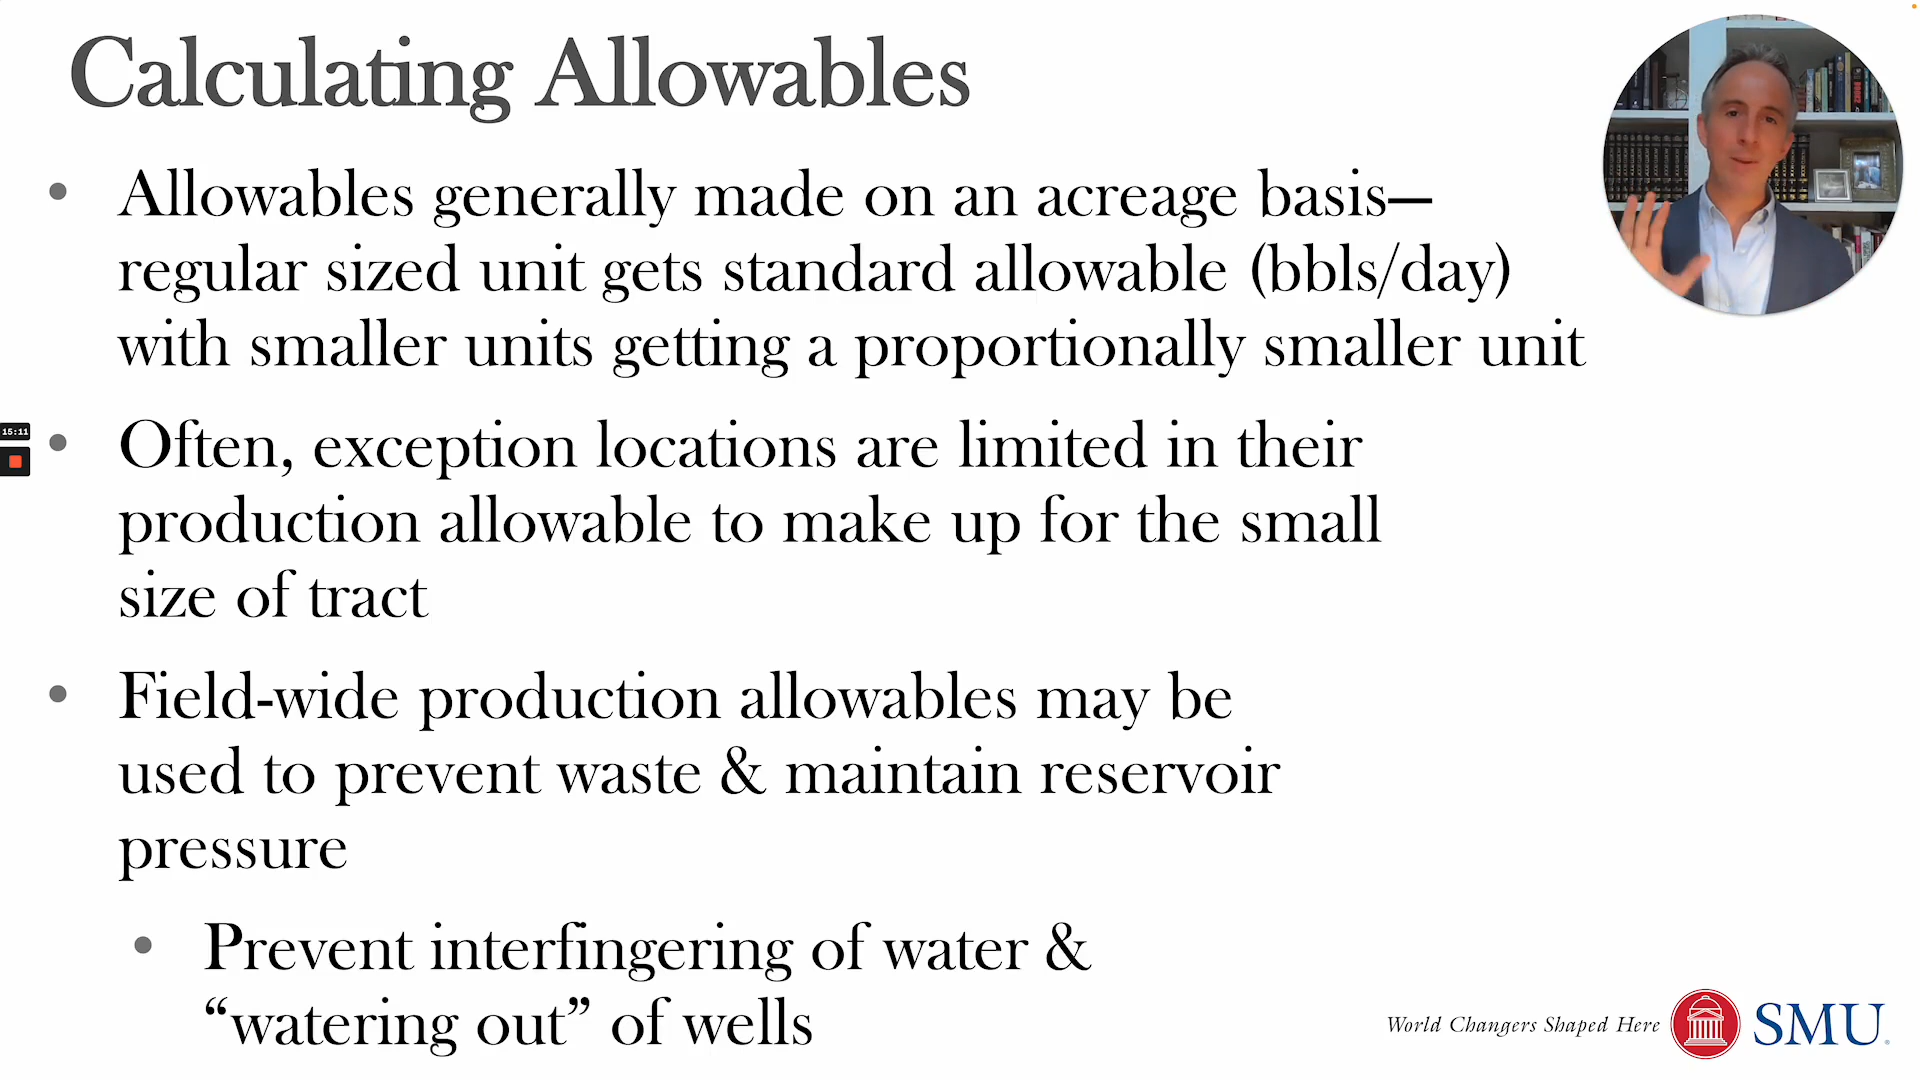 Calculating Allowables
• Allowables generally made on an acreage basis—
regular sized unit gets standard allowable (bbls/day)
with smaller units getting a proportionally smaller unit
15:11
• Often, exception locations are limited in their
production allowable to make up for the small
size of tract
• Field-wide production allowables may be
used to prevent waste & maintain reservoir
pressure
• Prevent interfingering of water &
“watering out” of wells
World Changers Shaped Here SMU